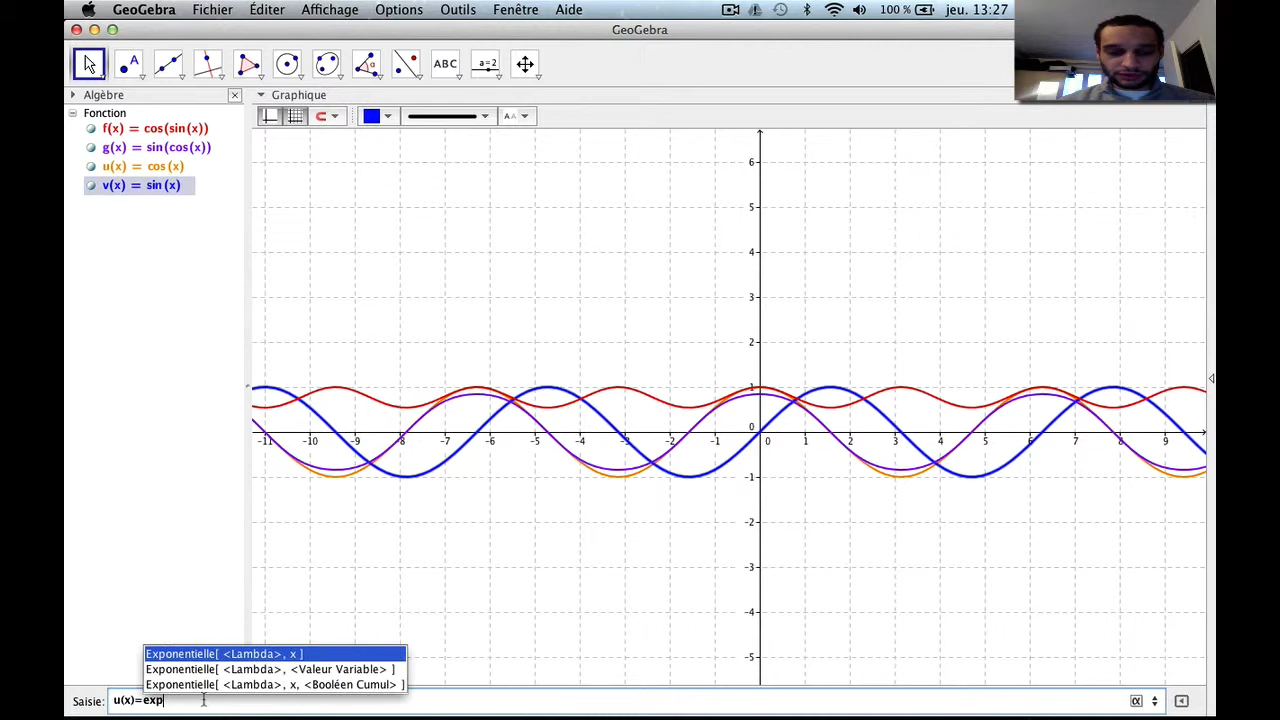 GeoGebra Fichier Éditer Affichage Options Outils Fenêtre Aide 100 % jeu. 13:27
GeoGebra
A ABC a=2
Algèbre
Graphique
Fonction
f(x) = cos(sin(x))
g(x) = sin(cos(x))
u(x) = cos(x)
v(x) = sin(x)
6
5
4
3
2
1
0
-11 -10 -9 -8 -7 -6 -5 -4 -3 -2 -1 0 1 2 3 4 5 6 7 8 9
-1
-2
-3
-4
-5
Exponentielle[ <Lambda>, x ]
Exponentielle[ <Lambda>, <Valeur Variable> ]
Exponentielle[ <Lambda>, x, <Booléen Cumul> ]
Saisie: u(x)=exp α